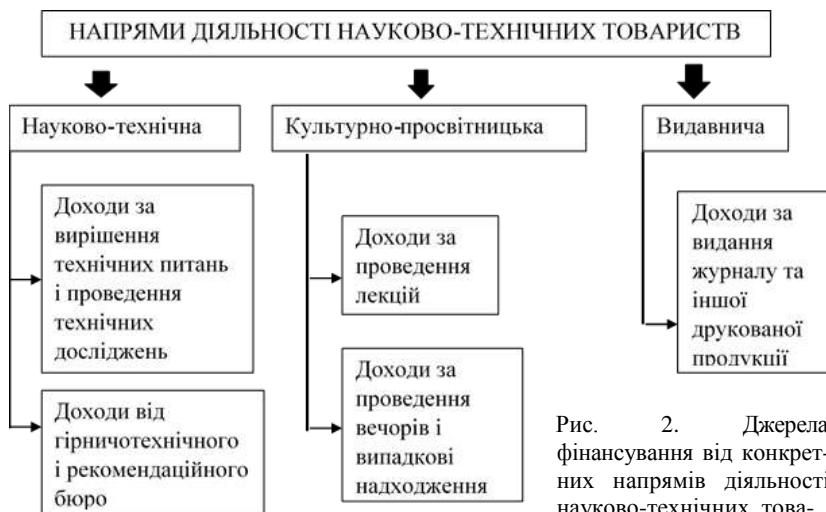 НАПРЯМИ ДІЯЛЬНОСТІ НАУКОВО-ТЕХНІЧНИХ ТОВАРИСТВ
Науково-технічна
Культурно-просвітницька
Видавнича
Доходи за
вирішення
технічних питань
і проведення
технічних
досліджень
Доходи від
гірничотехнічного
і рекомендаційного
бюро
Доходи за
проведення
лекцій
Доходи за
проведення
вечорів і
випадкові
надходження
Доходи за
видання
журналу та
іншої
друкованої
продукції
Рис. 2. Джерела
фінансування від конкрет-
них напрямів діяльності
науково-технічних това-